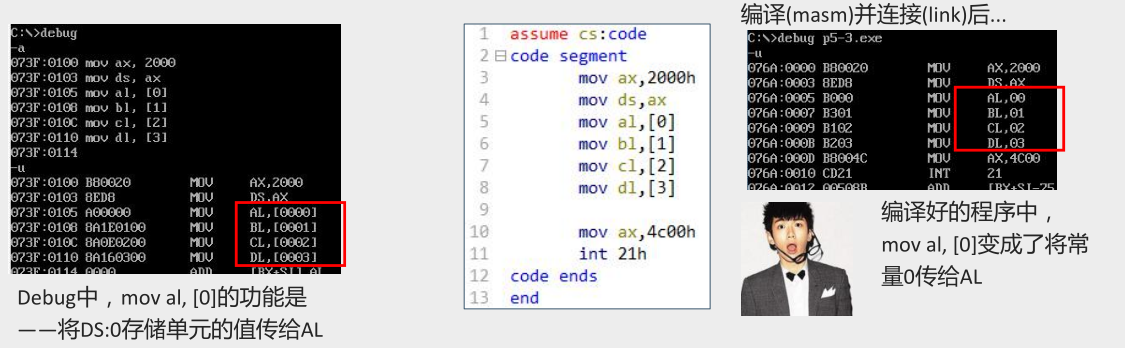 C:\>debug
-a
073F:0100 mov ax, 2000
073F:0103 mov ds, ax
073F:0105 mov al, [0]
073F:0108 mov bl, [1]
073F:010C mov cl, [2]
073F:0110 mov dl, [3]
073F:0114
-u
073F:0100 B80020 MOV AX,2000
073F:0103 8ED8 MOV DS,AX
073F:0105 A00000 MOV AL,[0000]
073F:0108 8A1E0100 MOV BL,[0001]
073F:010C 8A0E0200 MOV CL,[0002]
073F:0110 8A160300 MOV DL,[0003]
073F:0114 0000 ADD [BX+SI],AL
Debug中，mov al, [0]的功能是
——将DS:0存储单元的值传给AL
1 assume cs:code
2 code segment
3 mov ax,2000h
4 mov ds,ax
5 mov al,[0]
6 mov bl,[1]
7 mov cl,[2]
8 mov dl,[3]
9
10 mov ax,4c00h
11 int 21h
12 code ends
13 end
编译(masm)并连接(link)后...
C:\>debug p5-3.exe
-u
076A:0000 B80020 MOV AX,2000
076A:0003 8ED8 MOV DS,AX
076A:0005 B000 MOV AL,00
076A:0007 B301 MOV BL,01
076A:0009 B102 MOV CL,02
076A:000B B203 MOV DL,03
076A:000D B8004C MOV AX,4C00
076A:0010 CD21 INT 21
076A:0012 00508B ADD [BX+SI-75
编译好的程序中，
mov al, [0]变成了将常
量0传给AL